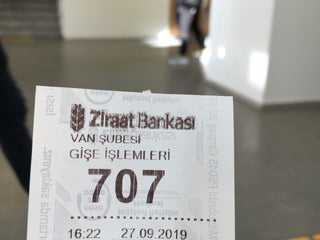 Ziraat Bankası
VAN ŞUBESİ
GİŞE İŞLEMLERİ
707
16:22 27.09.2019